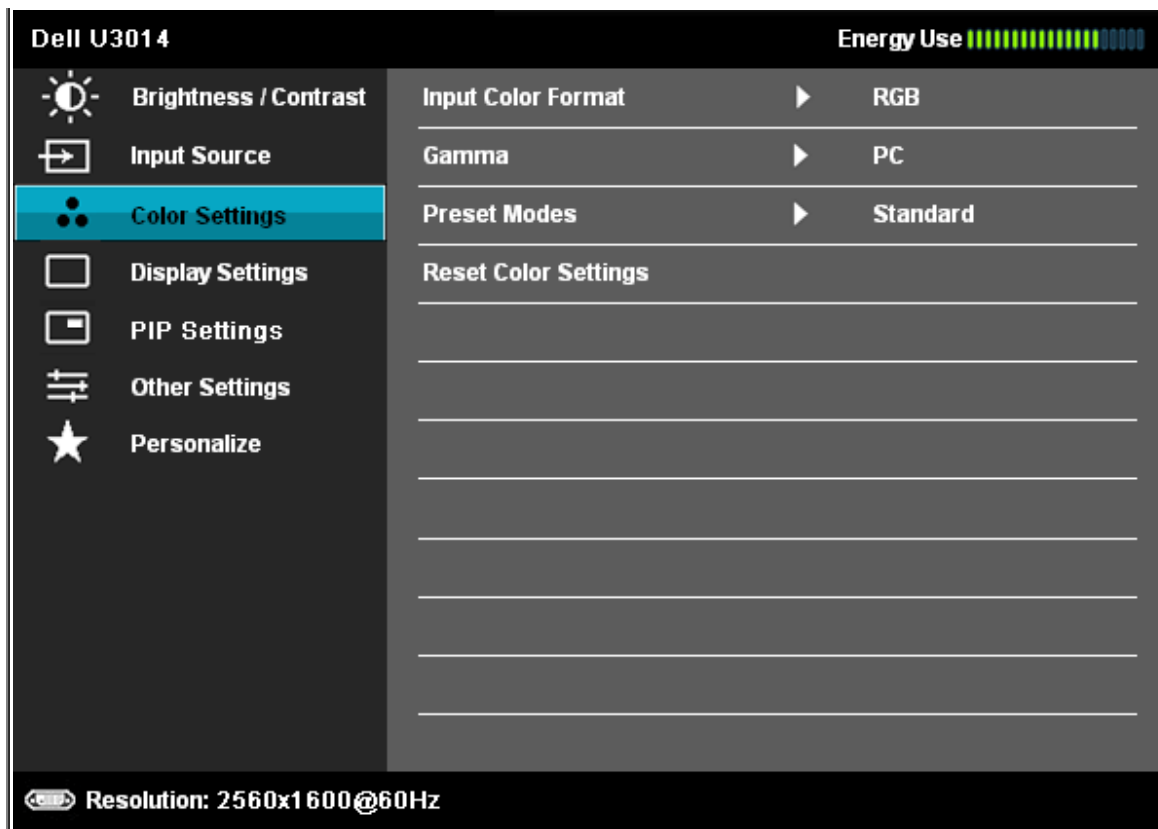 Dell U3014 Energy Use
Brightness / Contrast Input Color Format RGB
Input Source Gamma PC
Color Settings Preset Modes Standard
Display Settings Reset Color Settings
PIP Settings
Other Settings
Personalize
Resolution: 2560x1600@60Hz